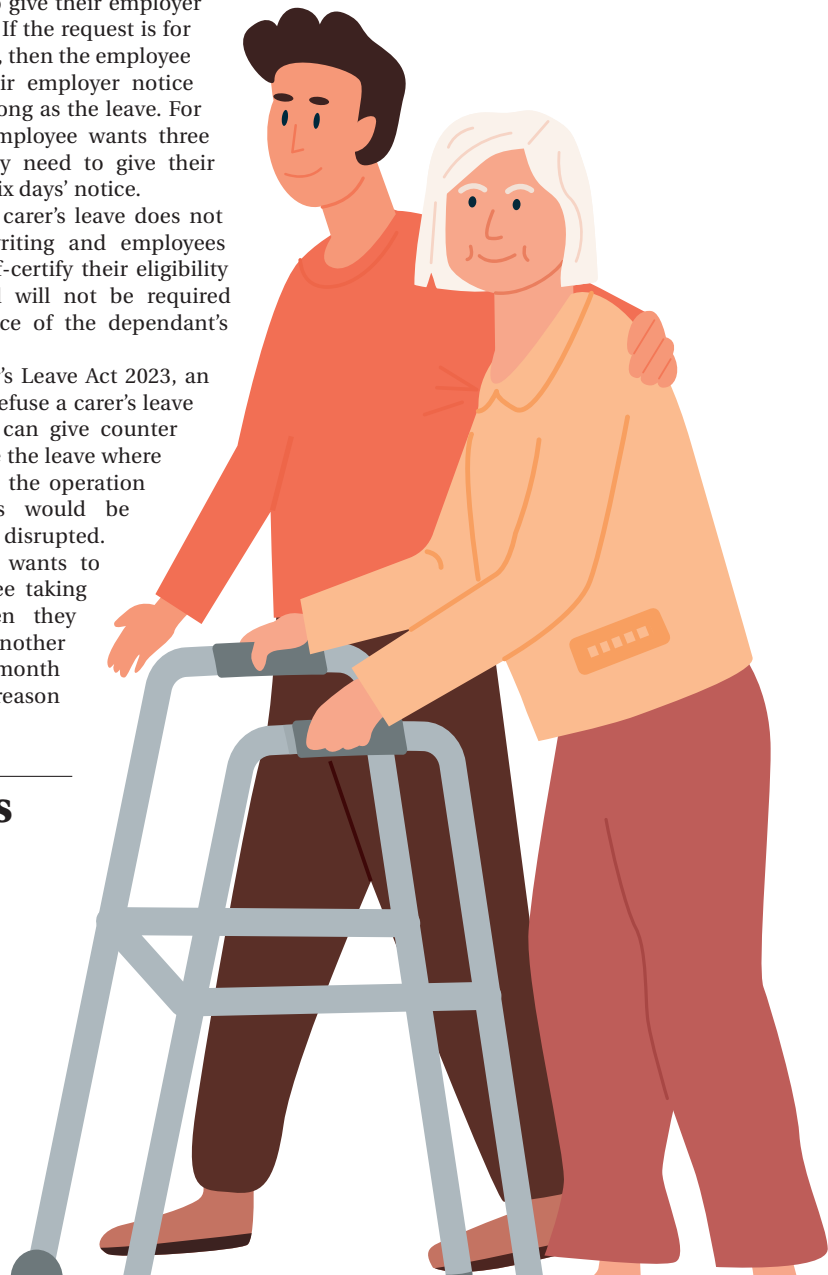 give their employer
If the request is for
, then the employee
ir employer notice
ong as the leave. For
mployee wants three
y need to give their
ix days’ notice.
carer’s leave does not
riting and employees
f-certify their eligibility
will not be required
ce of the dependant’s
’s Leave Act 2023, an
efuse a carer’s leave
can give counter
the leave where
the operation
s would be
disrupted.
wants to
ee taking
en they
nother
month
reason
s